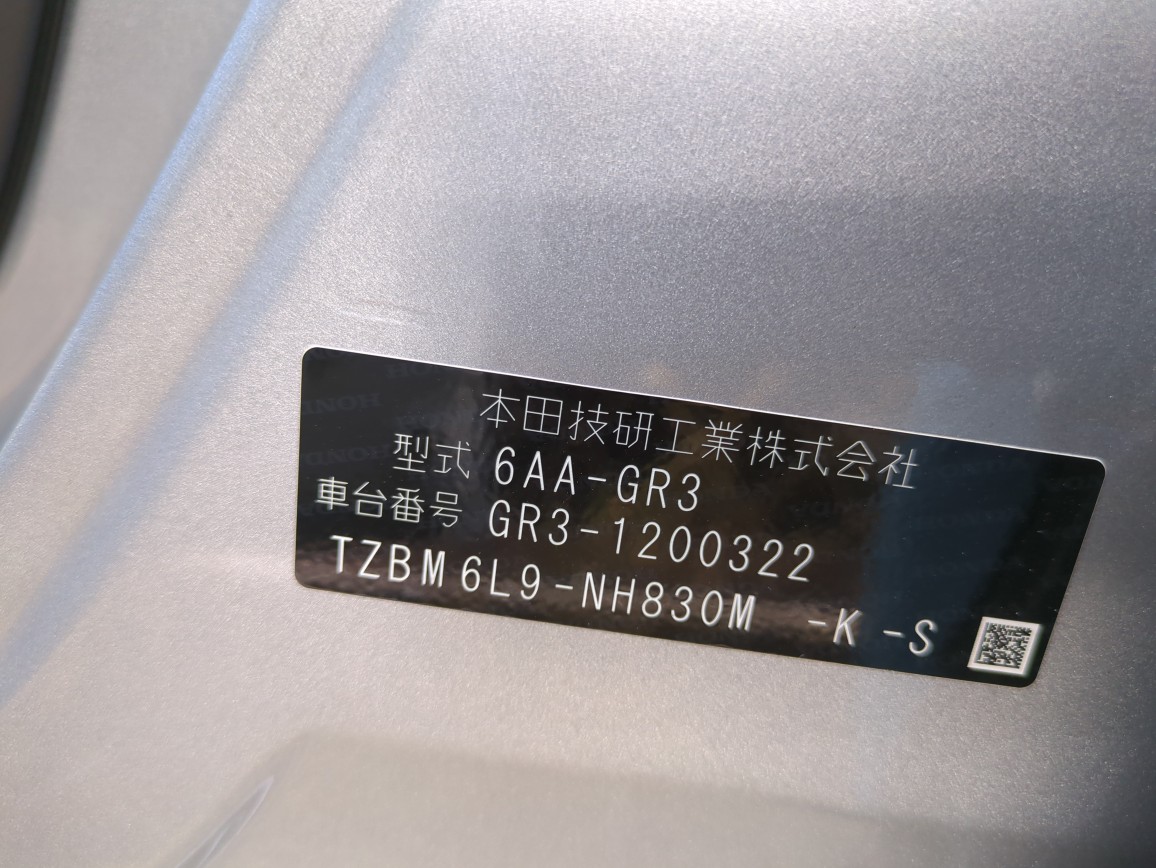 本田技研工業株式会社
型式 6AA-GR3
車台番号 GR3-1200322
TZBM6L9-NH830M -K -S